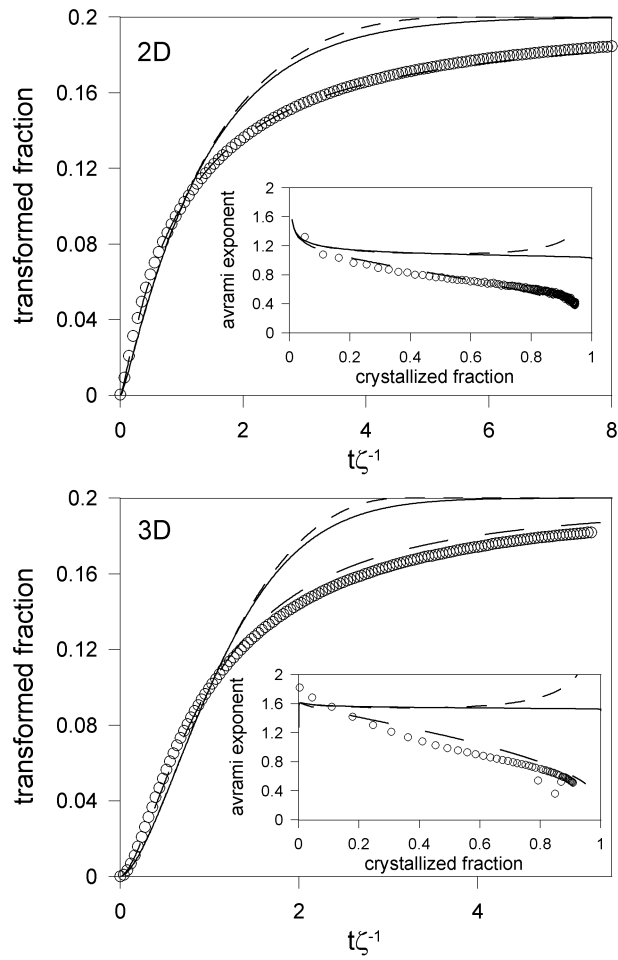 2D
transformed fraction
0.2
0.16
0.12
0.08
0.04
0
0 2 4 6 8
tζ-1
avrami exponent
2
1.6
1.2
0.8
0.4
0
0 0.2 0.4 0.6 0.8 1
crystallized fraction
3D
transformed fraction
0.2
0.16
0.12
0.08
0.04
0
0 2 4
tζ-1
avrami exponent
2
1.6
1.2
0.8
0.4
0
0 0.2 0.4 0.6 0.8 1
crystallized fraction